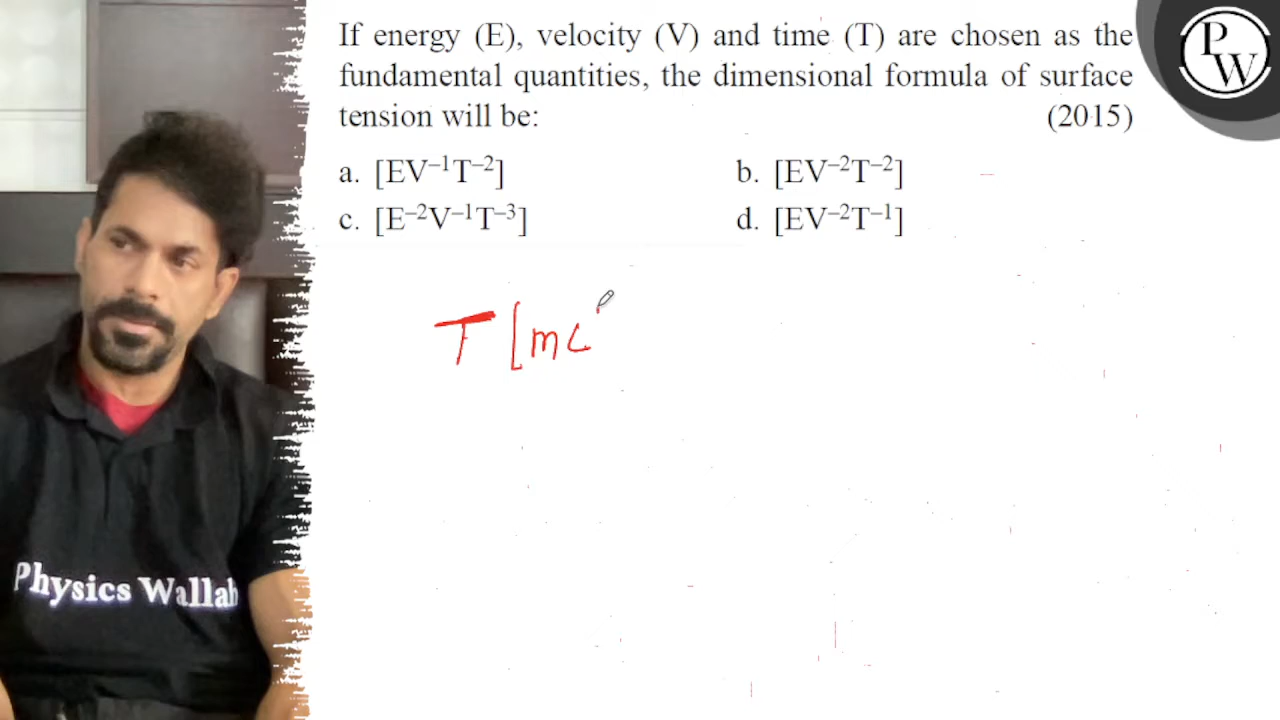 If energy (E), velocity (V) and time (T) are chosen as the
fundamental quantities, the dimensional formula of surface
tension will be: (2015)
a. [EV⁻¹T⁻²] b. [EV⁻²T⁻²]
c. [E⁻²V⁻¹T⁻³] d. [EV⁻²T⁻¹]
T [mL
PW
Physics Wallah